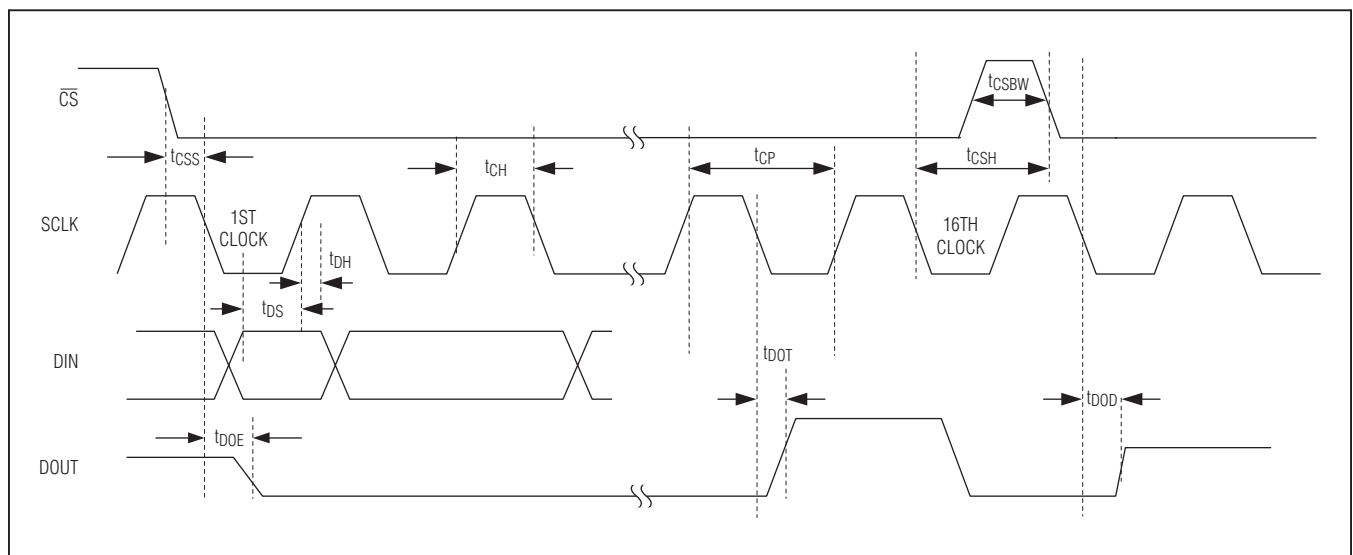 CS
tCSBW
tCSS
tCH
tCP
tCSH
SCLK
1ST
CLOCK
16TH
CLOCK
tDH
tDS
DIN
tDOT
tDOD
tDOE
DOUT